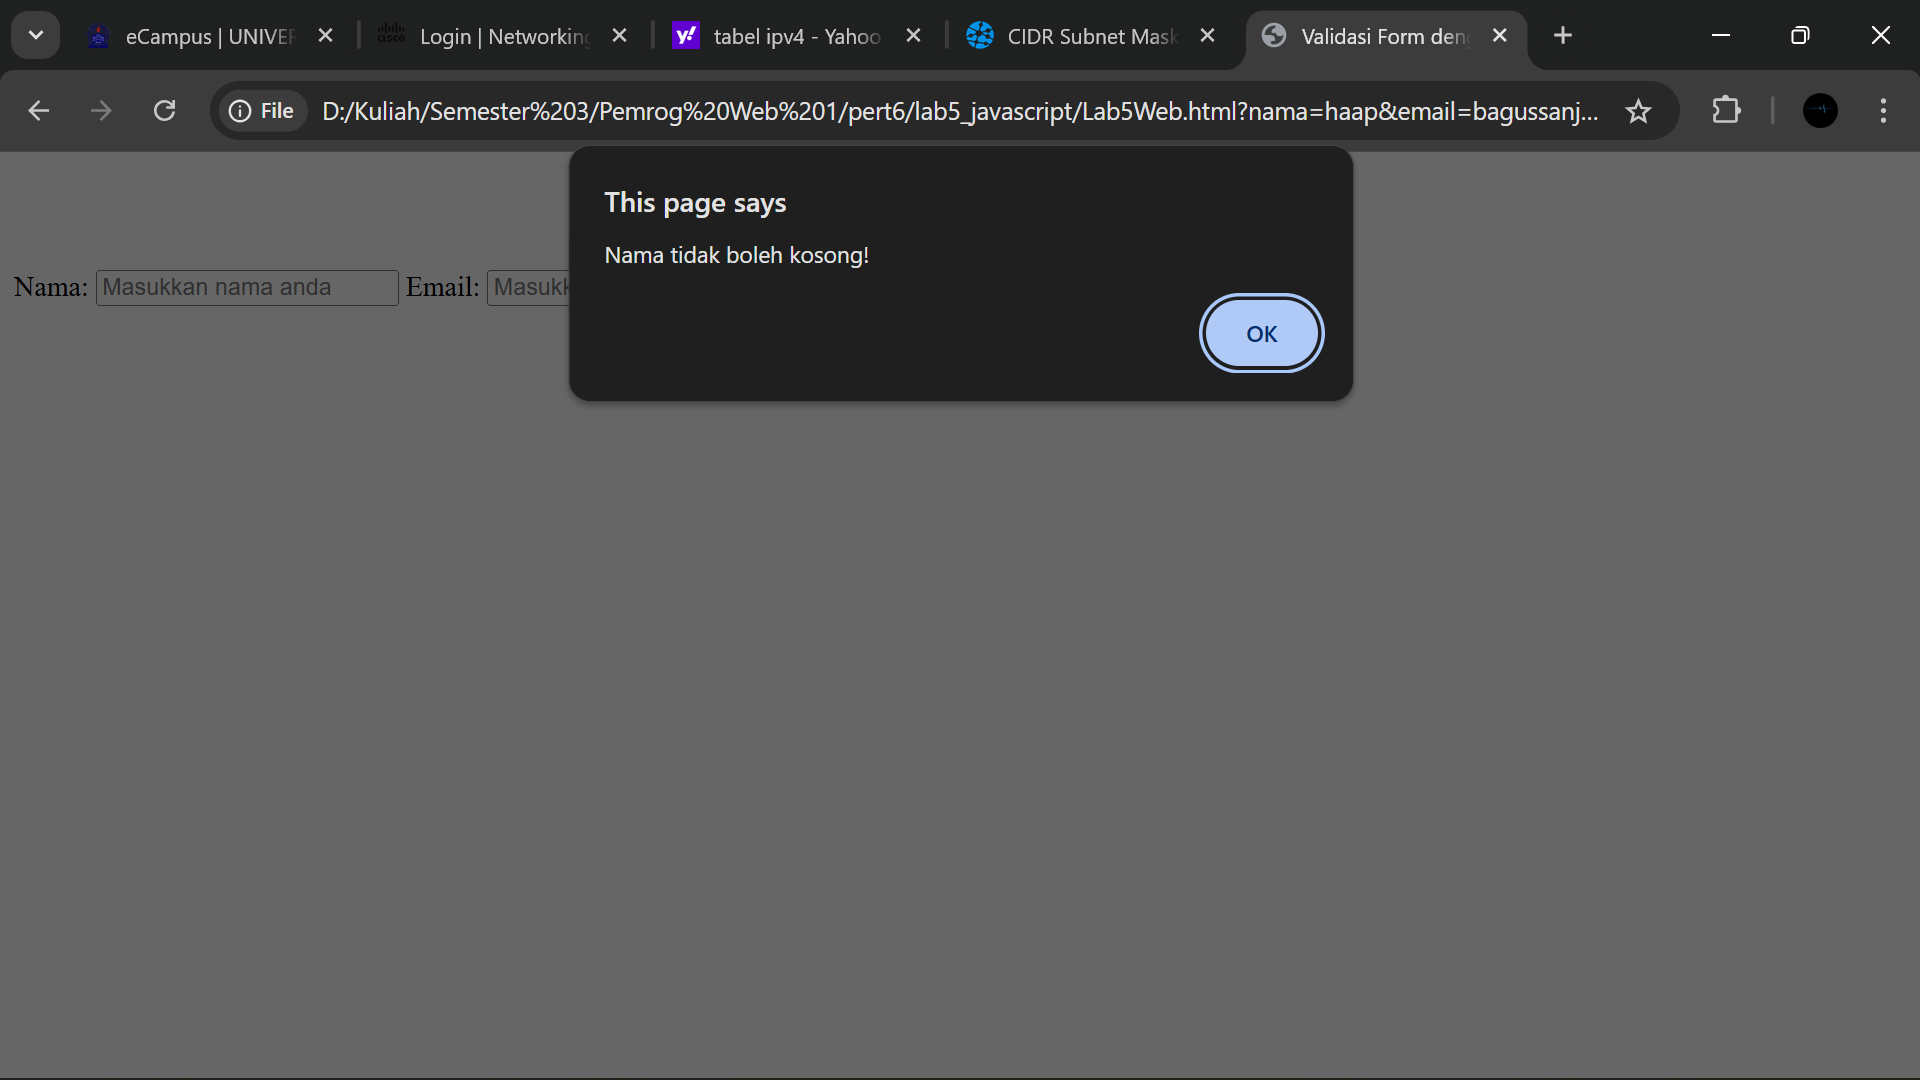 eCampus | UNIVER
cisco Login | Networking
y! tabel ipv4 - Yahoo
CIDR Subnet Mask
Validasi Form deng
File D:/Kuliah/Semester%203/Pemrog%20Web%201/pert6/lab5_javascript/Lab5Web.html?nama=haap&email=bagussanj...
This page says
Nama tidak boleh kosong!
OK
Nama: Masukkan nama anda Email: Masukk